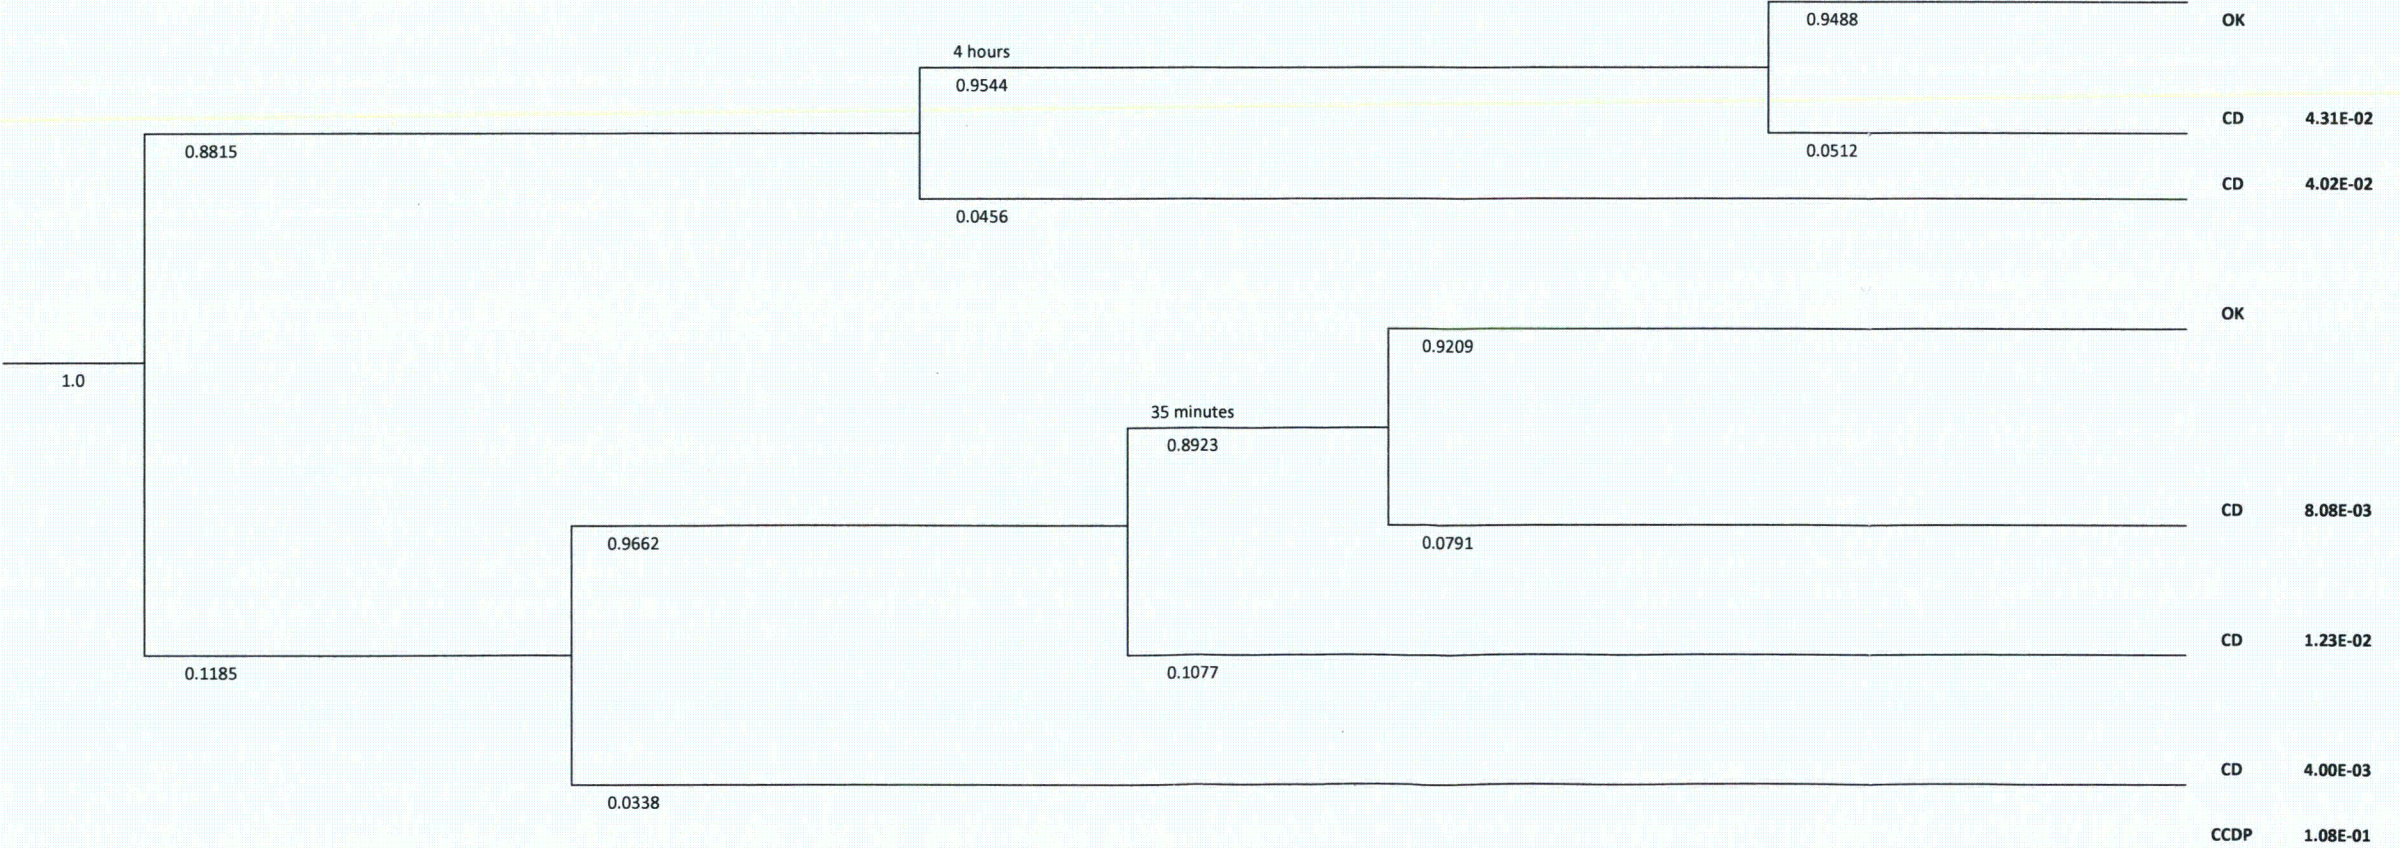 0.9488 OK
4 hours
0.9544
CD 4.31E-02
0.8815 0.0512
CD 4.02E-02
0.0456
OK
0.9209
1.0
35 minutes
0.8923
CD 8.08E-03
0.9662 0.0791
CD 1.23E-02
0.1185 0.1077
CD 4.00E-03
0.0338
CCDP 1.08E-01